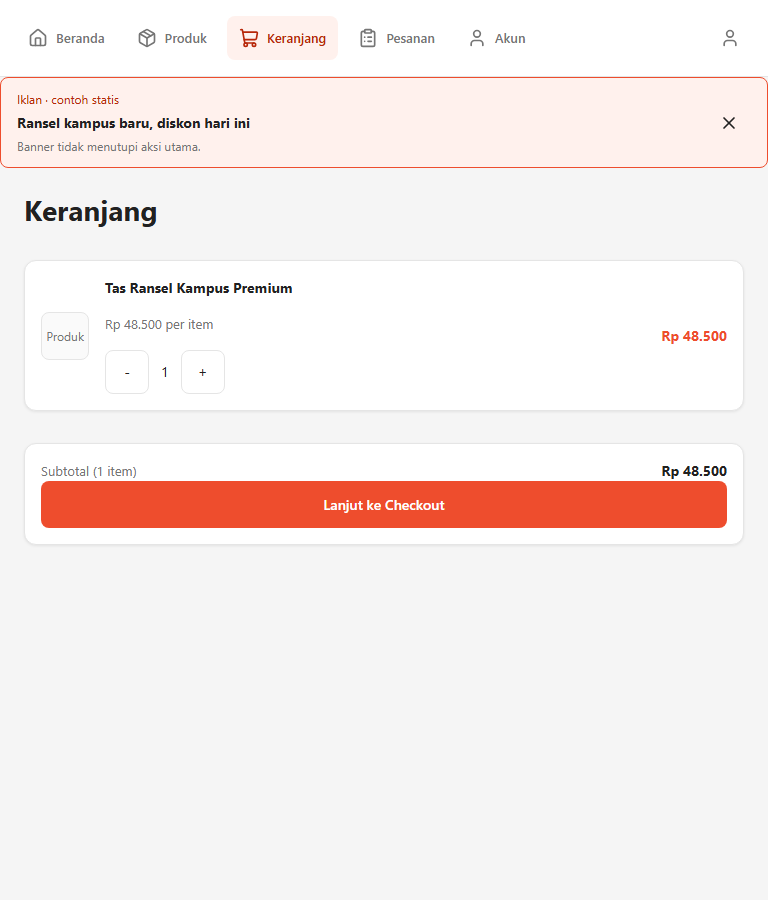 Beranda
Produk
Keranjang
Pesanan
Akun
Iklan · contoh statis
Ransel kampus baru, diskon hari ini
Banner tidak menutupi aksi utama.
Keranjang
Tas Ransel Kampus Premium
Produk
Rp 48.500 per item
Rp 48.500
- 1 +
Subtotal (1 item) Rp 48.500
Lanjut ke Checkout